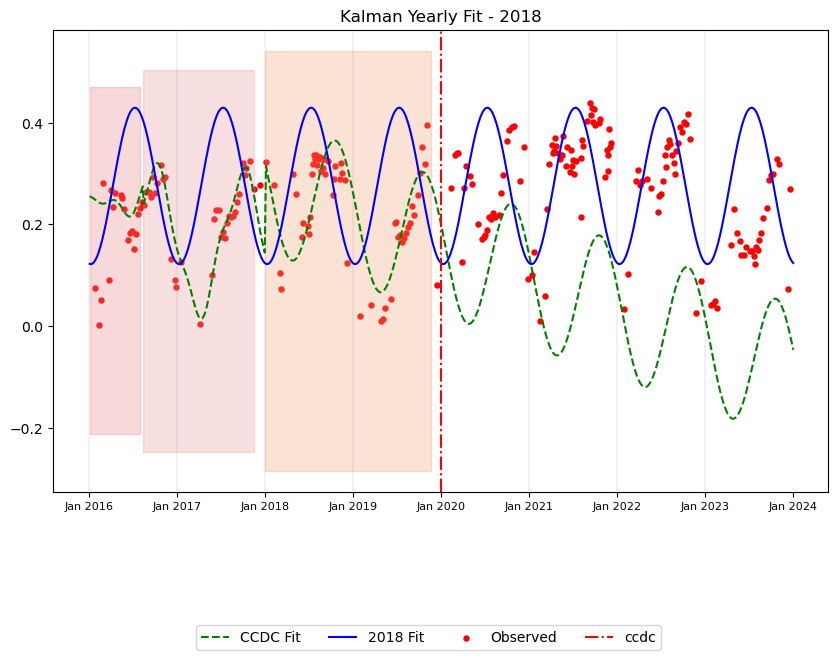 Kalman Yearly Fit - 2018
0.4
0.2
0.0
−0.2
Jan 2016 Jan 2017 Jan 2018 Jan 2019 Jan 2020 Jan 2021 Jan 2022 Jan 2023 Jan 2024
CCDC Fit 2018 Fit Observed ccdc